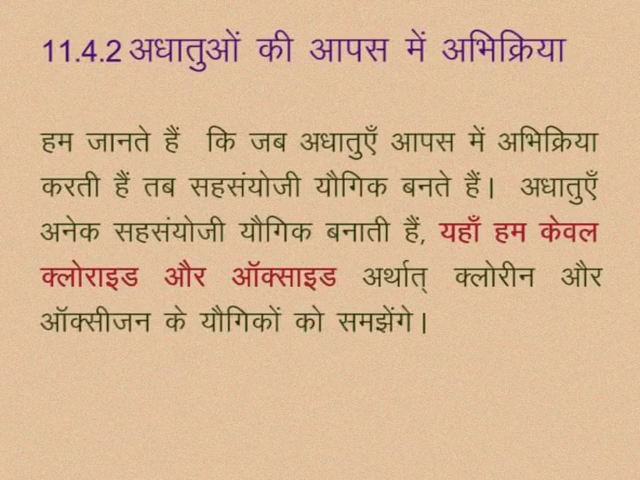 11.4.2 अधातुओं की आपस में अभिक्रिया
हम जानते हैं कि जब अधातुएँ आपस में अभिक्रिया
करती हैं तब सहसंयोजी यौगिक बनते हैं। अधातुएँ
अनेक सहसंयोजी यौगिक बनाती हैं, यहाँ हम केवल
क्लोराइड और ऑक्साइड अर्थात् क्लोरीन और
ऑक्सीजन के यौगिकों को समझेंगे।